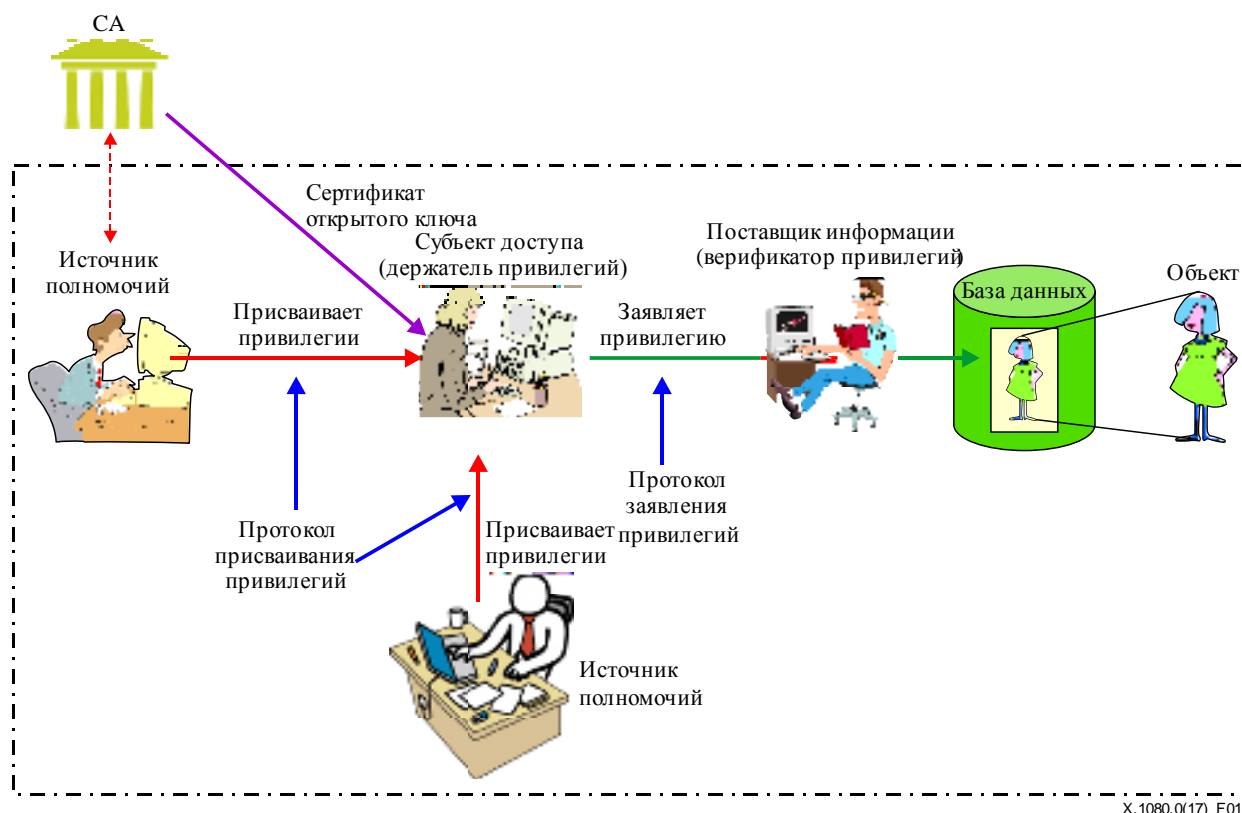 CA
Сертификат
открытого ключа
Источник
полномочий
Присваивает
привилегии
Субъект доступа
(держатель привилегий)
Заявляет
привилегию
Поставщик информации
(верификатор привилегий)
База данных
Объект
Протокол
присваивания
привилегий
Присваивает
привилегии
Протокол
заявления
привилегий
Источник
полномочий
X.1080.0(17)_F01